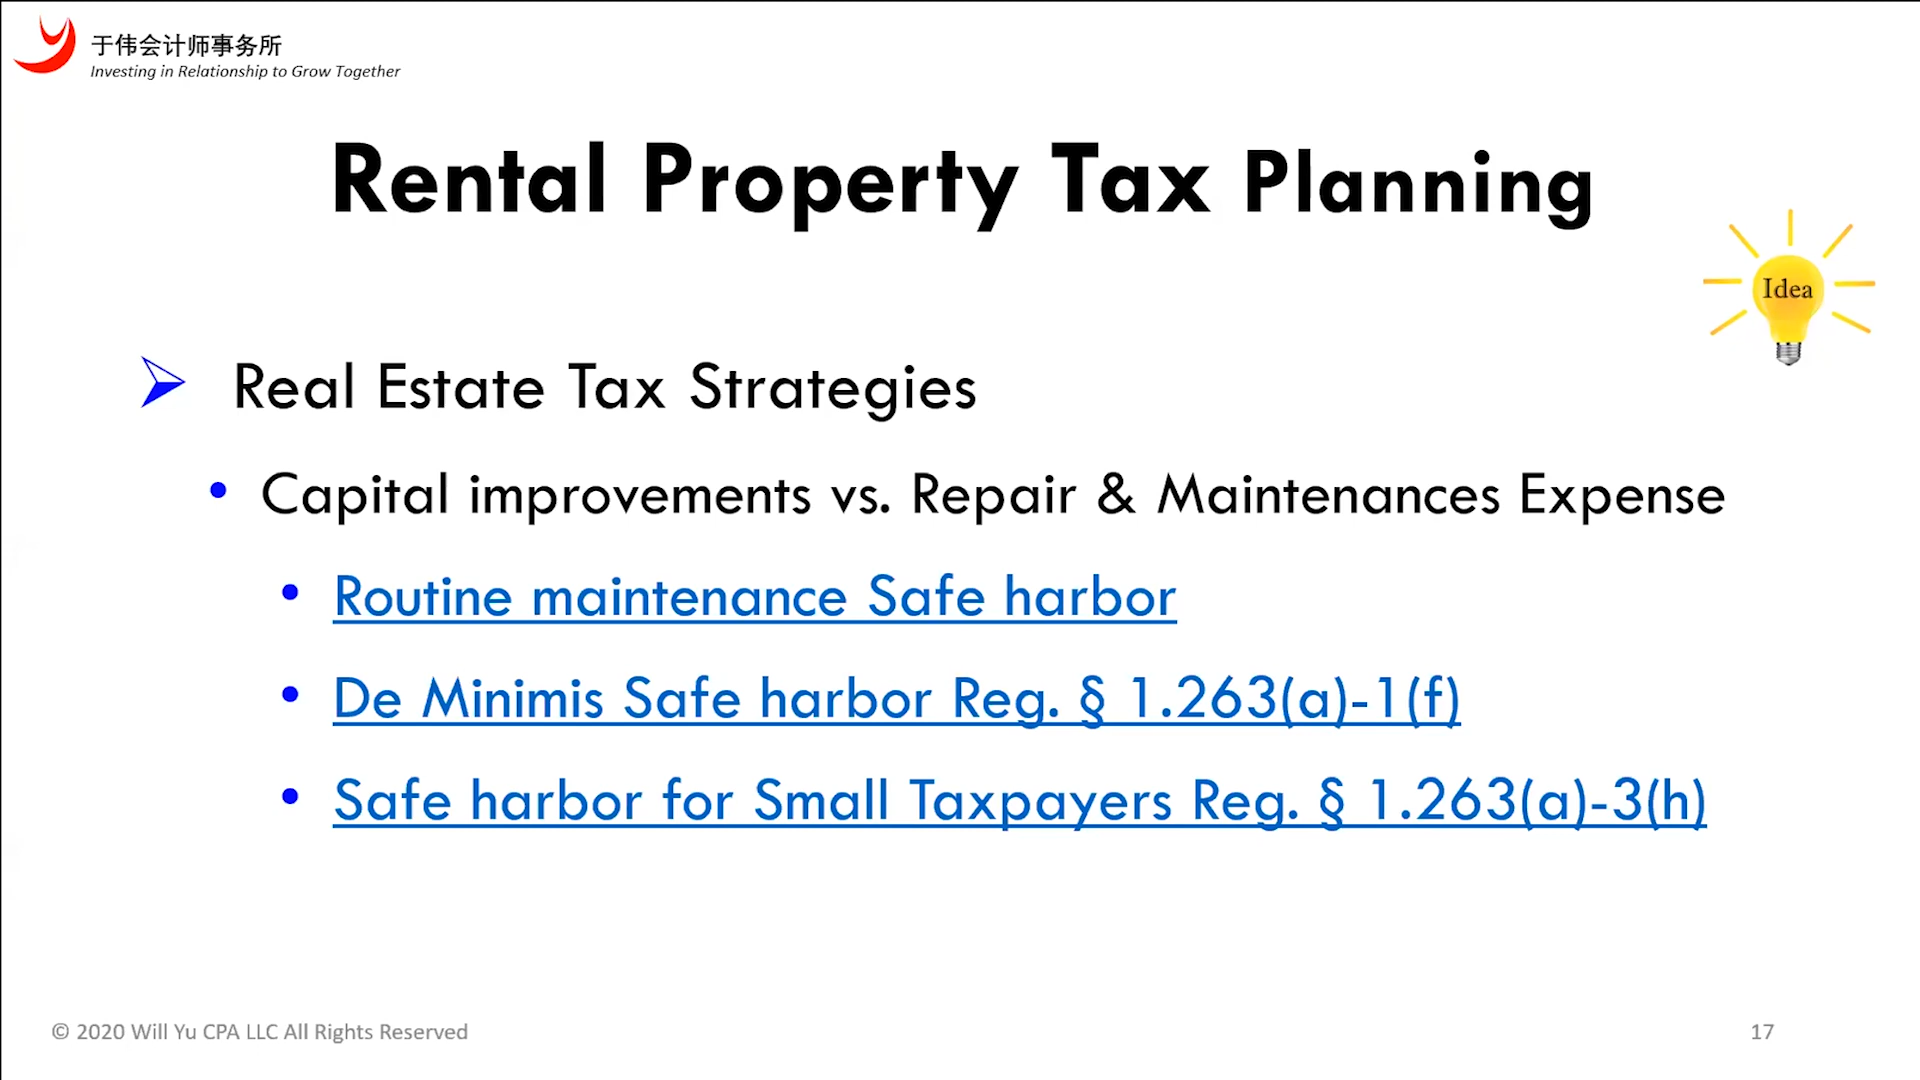 于伟会计师事务所
Investing in Relationship to Grow Together
Rental Property Tax Planning
Idea
Real Estate Tax Strategies
Capital improvements vs. Repair & Maintenances Expense
Routine maintenance Safe harbor
De Minimis Safe harbor Reg. § 1.263(a)-1(f)
Safe harbor for Small Taxpayers Reg. § 1.263(a)-3(h)
© 2020 Will Yu CPA LLC All Rights Reserved
17